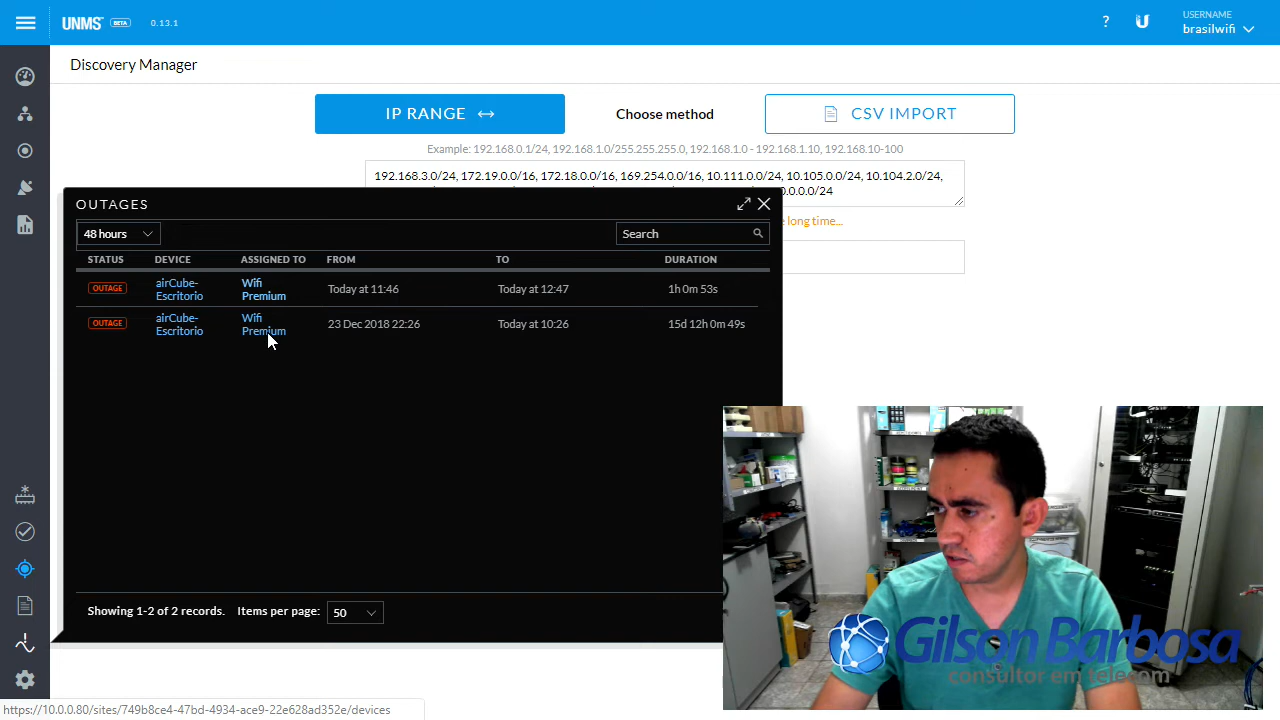 UNMS BETA 0.13.1
? USERNAME
brasilwifi
Discovery Manager
IP RANGE Choose method CSV IMPORT
Example: 192.168.0.1/24, 192.168.1.0/255.255.255.0, 192.168.1.0 - 192.168.1.10, 192.168.10-100
192.168.3.0/24, 172.19.0.0/16, 172.18.0.0/16, 169.254.0.0/16, 10.111.0.0/24, 10.105.0.0/24, 10.104.2.0/24,
0.0.0/24
long time...
OUTAGES
48 hours Search
STATUS DEVICE ASSIGNED TO FROM TO DURATION
OUTAGE airCube-Escritorio Wifi Premium Today at 11:46 Today at 12:47 1h 0m 53s
OUTAGE airCube-Escritorio Wifi Premium 23 Dec 2018 22:26 Today at 10:26 15d 12h 0m 49s
Showing 1-2 of 2 records. Items per page: 50
Gilson Barbosa
consultor em telecom
https://10.0.0.80/sites/749b8ce4-47bd-4934-ace9-22e628ad352e/devices